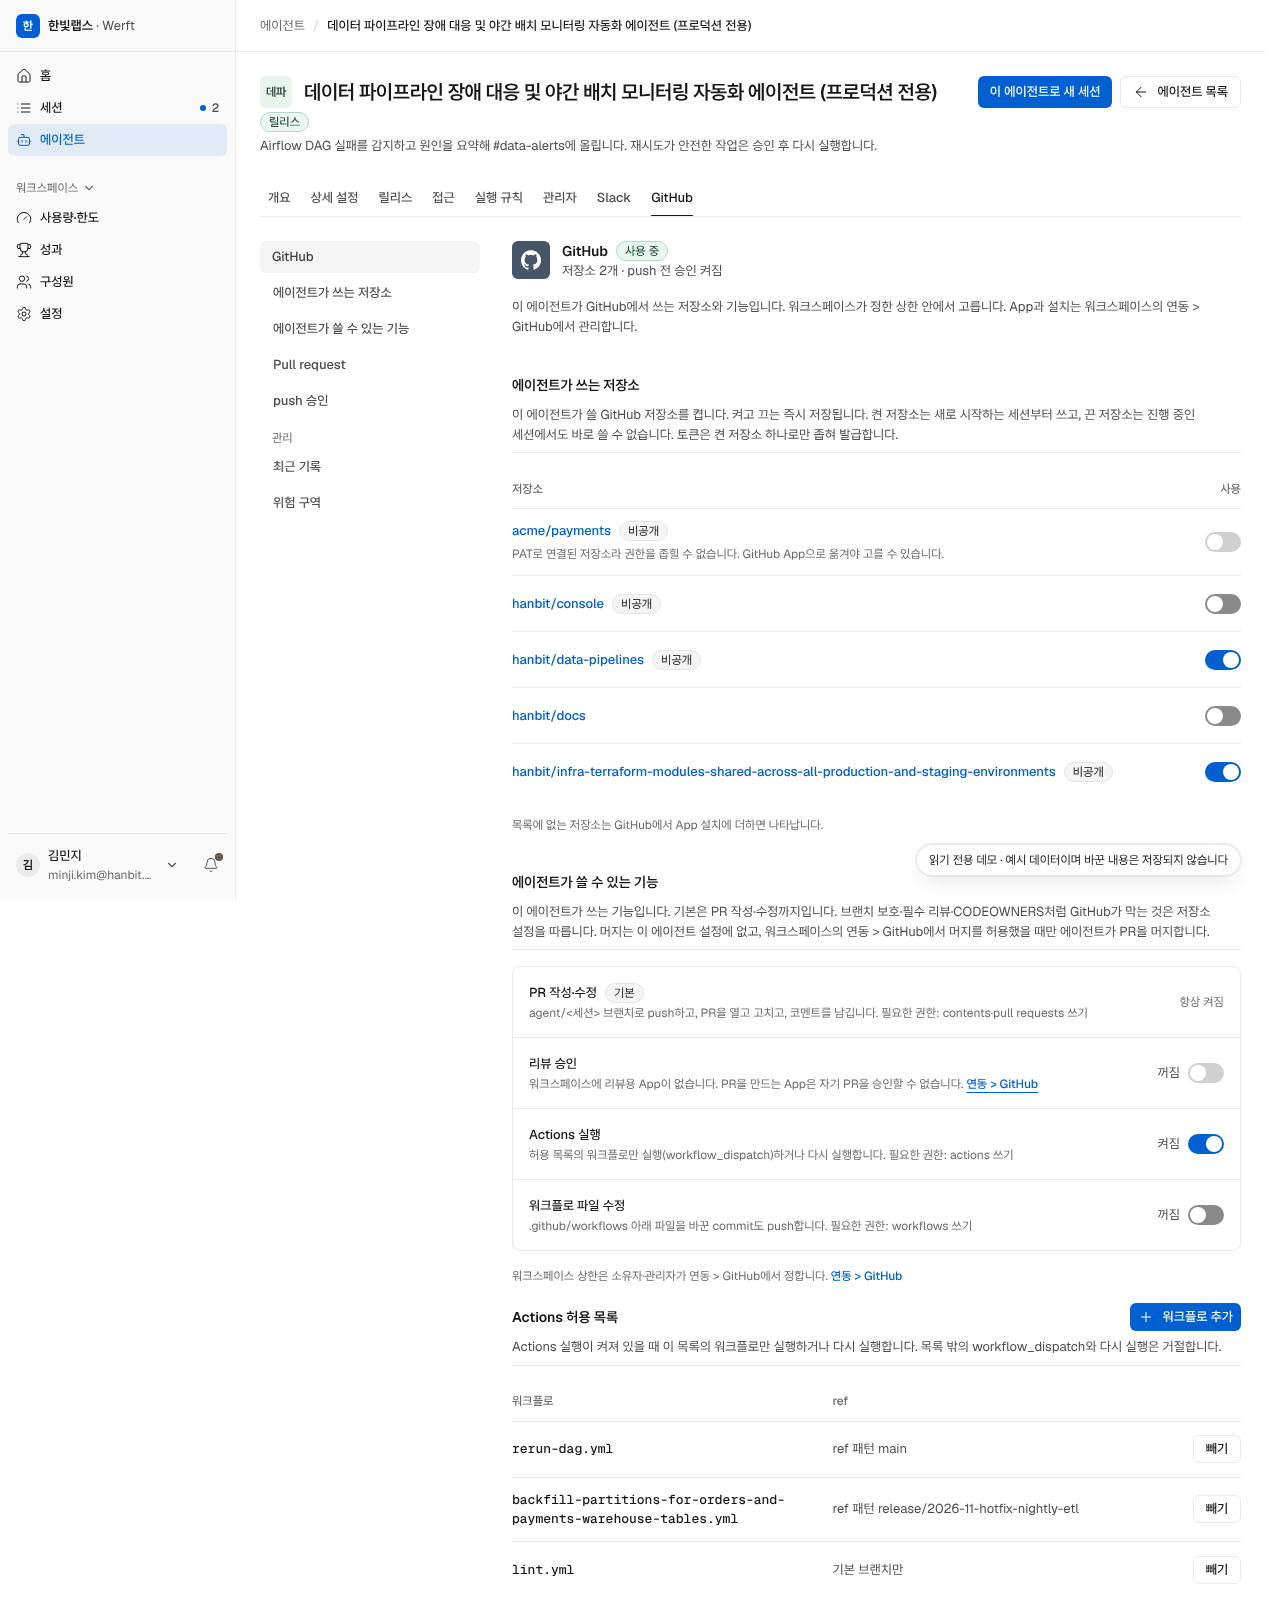 한 한빛랩스 · Werft
홈
세션 2
에이전트
워크스페이스
사용량·한도
성과
구성원
설정
김 김민지
minji.kim@hanbit....
에이전트 / 데이터 파이프라인 장애 대응 및 야간 배치 모니터링 자동화 에이전트 (프로덕션 전용)
데파 데이터 파이프라인 장애 대응 및 야간 배치 모니터링 자동화 에이전트 (프로덕션 전용)
이 에이전트로 새 세션
에이전트 목록
릴리스
Airflow DAG 실패를 감지하고 원인을 요약해 #data-alerts에 올립니다. 재시도가 안전한 작업은 승인 후 다시 실행합니다.
개요 상세 설정 릴리스 접근 실행 규칙 관리자 Slack GitHub
GitHub
에이전트가 쓰는 저장소
에이전트가 쓸 수 있는 기능
Pull request
push 승인
관리
최근 기록
위험 구역
GitHub 사용 중
저장소 2개 · push 전 승인 켜짐
이 에이전트가 GitHub에서 쓰는 저장소와 기능입니다. 워크스페이스가 정한 상한 안에서 고릅니다. App과 설치는 워크스페이스의 연동 >
GitHub에서 관리합니다.
에이전트가 쓰는 저장소
이 에이전트가 쓸 GitHub 저장소를 켭니다. 켜고 끄는 즉시 저장됩니다. 켠 저장소는 새로 시작하는 세션부터 쓰고, 끈 저장소는 진행 중인
세션에서도 바로 쓸 수 없습니다. 토큰은 켠 저장소 하나로만 좁혀 발급합니다.
저장소 사용
acme/payments 비공개
PAT로 연결된 저장소라 권한을 좁힐 수 없습니다. GitHub App으로 옮겨야 고를 수 있습니다.
hanbit/console 비공개
hanbit/data-pipelines 비공개
hanbit/docs
hanbit/infra-terraform-modules-shared-across-all-production-and-staging-environments 비공개
목록에 없는 저장소는 GitHub에서 App 설치에 더하면 나타납니다.
읽기 전용 데모 · 예시 데이터이며 바꾼 내용은 저장되지 않습니다
에이전트가 쓸 수 있는 기능
이 에이전트가 쓰는 기능입니다. 기본은 PR 작성·수정까지입니다. 브랜치 보호·필수 리뷰·CODEOWNERS처럼 GitHub가 막는 것은 저장소
설정을 따릅니다. 머지는 이 에이전트 설정에 없고, 워크스페이스의 연동 > GitHub에서 머지를 허용했을 때만 에이전트가 PR을 머지합니다.
PR 작성·수정 기본
agent/<세션> 브랜치로 push하고, PR을 열고 고치고, 코멘트를 남깁니다. 필요한 권한: contents·pull requests 쓰기
항상 켜짐
리뷰 승인
워크스페이스에 리뷰용 App이 없습니다. PR을 만드는 App은 자기 PR을 승인할 수 없습니다. 연동 > GitHub
꺼짐
Actions 실행
허용 목록의 워크플로만 실행(workflow_dispatch)하거나 다시 실행합니다. 필요한 권한: actions 쓰기
켜짐
워크플로 파일 수정
.github/workflows 아래 파일을 바꾼 commit도 push합니다. 필요한 권한: workflows 쓰기
꺼짐
워크스페이스 상한은 소유자·관리자가 연동 > GitHub에서 정합니다. 연동 > GitHub
Actions 허용 목록
워크플로 추가
Actions 실행이 켜져 있을 때 이 목록의 워크플로만 실행하거나 다시 실행합니다. 목록 밖의 workflow_dispatch와 다시 실행은 거절합니다.
워크플로 ref
rerun-dag.yml ref 패턴 main 빼기
backfill-partitions-for-orders-and-
payments-warehouse-tables.yml
ref 패턴 release/2026-11-hotfix-nightly-etl 빼기
lint.yml 기본 브랜치만 빼기